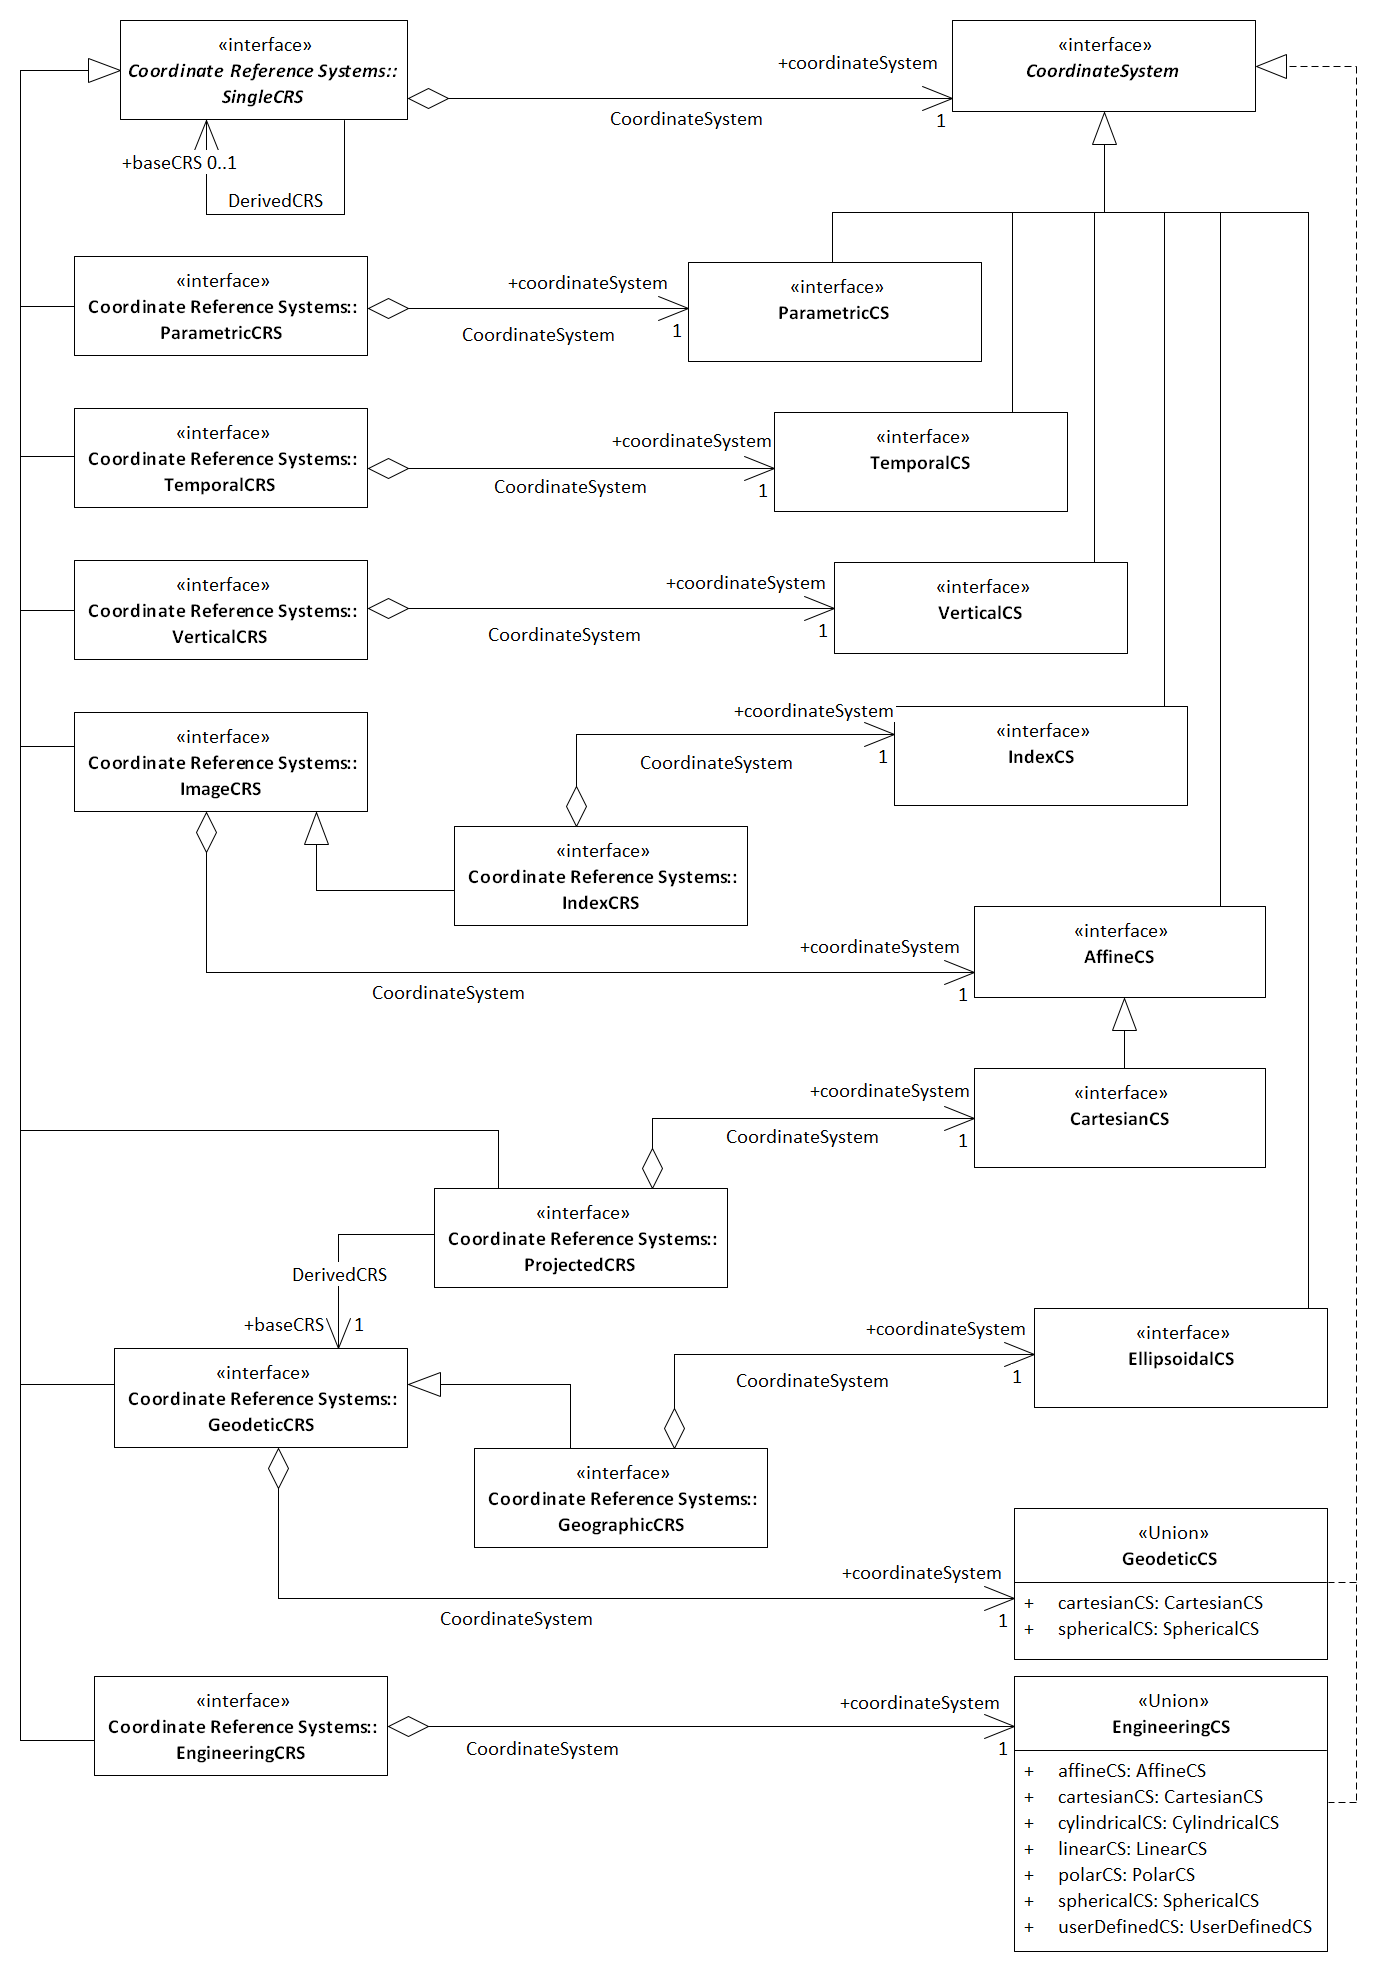 «interface»
Coordinate Reference Systems::
SingleCRS
«interface»
CoordinateSystem
+coordinateSystem
CoordinateSystem
1
+baseCRS 0..1
DerivedCRS
«interface»
Coordinate Reference Systems::
ParametricCRS
+coordinateSystem
CoordinateSystem
1
«interface»
ParametricCS
«interface»
Coordinate Reference Systems::
TemporalCRS
+coordinateSystem
CoordinateSystem
1
«interface»
TemporalCS
«interface»
Coordinate Reference Systems::
VerticalCRS
+coordinateSystem
CoordinateSystem
1
«interface»
VerticalCS
«interface»
Coordinate Reference Systems::
ImageCRS
+coordinateSystem
CoordinateSystem
1
«interface»
IndexCS
«interface»
Coordinate Reference Systems::
IndexCRS
+coordinateSystem
CoordinateSystem
1
«interface»
AffineCS
+coordinateSystem
CoordinateSystem
1
«interface»
CartesianCS
«interface»
Coordinate Reference Systems::
ProjectedCRS
DerivedCRS
+baseCRS
1
«interface»
Coordinate Reference Systems::
GeodeticCRS
+coordinateSystem
CoordinateSystem
1
«interface»
EllipsoidalCS
«interface»
Coordinate Reference Systems::
GeographicCRS
+coordinateSystem
CoordinateSystem
1
«Union»
GeodeticCS
+ cartesianCS: CartesianCS
+ sphericalCS: SphericalCS
«interface»
Coordinate Reference Systems::
EngineeringCRS
+coordinateSystem
CoordinateSystem
1
«Union»
EngineeringCS
+ affineCS: AffineCS
+ cartesianCS: CartesianCS
+ cylindricalCS: CylindricalCS
+ linearCS: LinearCS
+ polarCS: PolarCS
+ sphericalCS: SphericalCS
+ userDefinedCS: UserDefinedCS